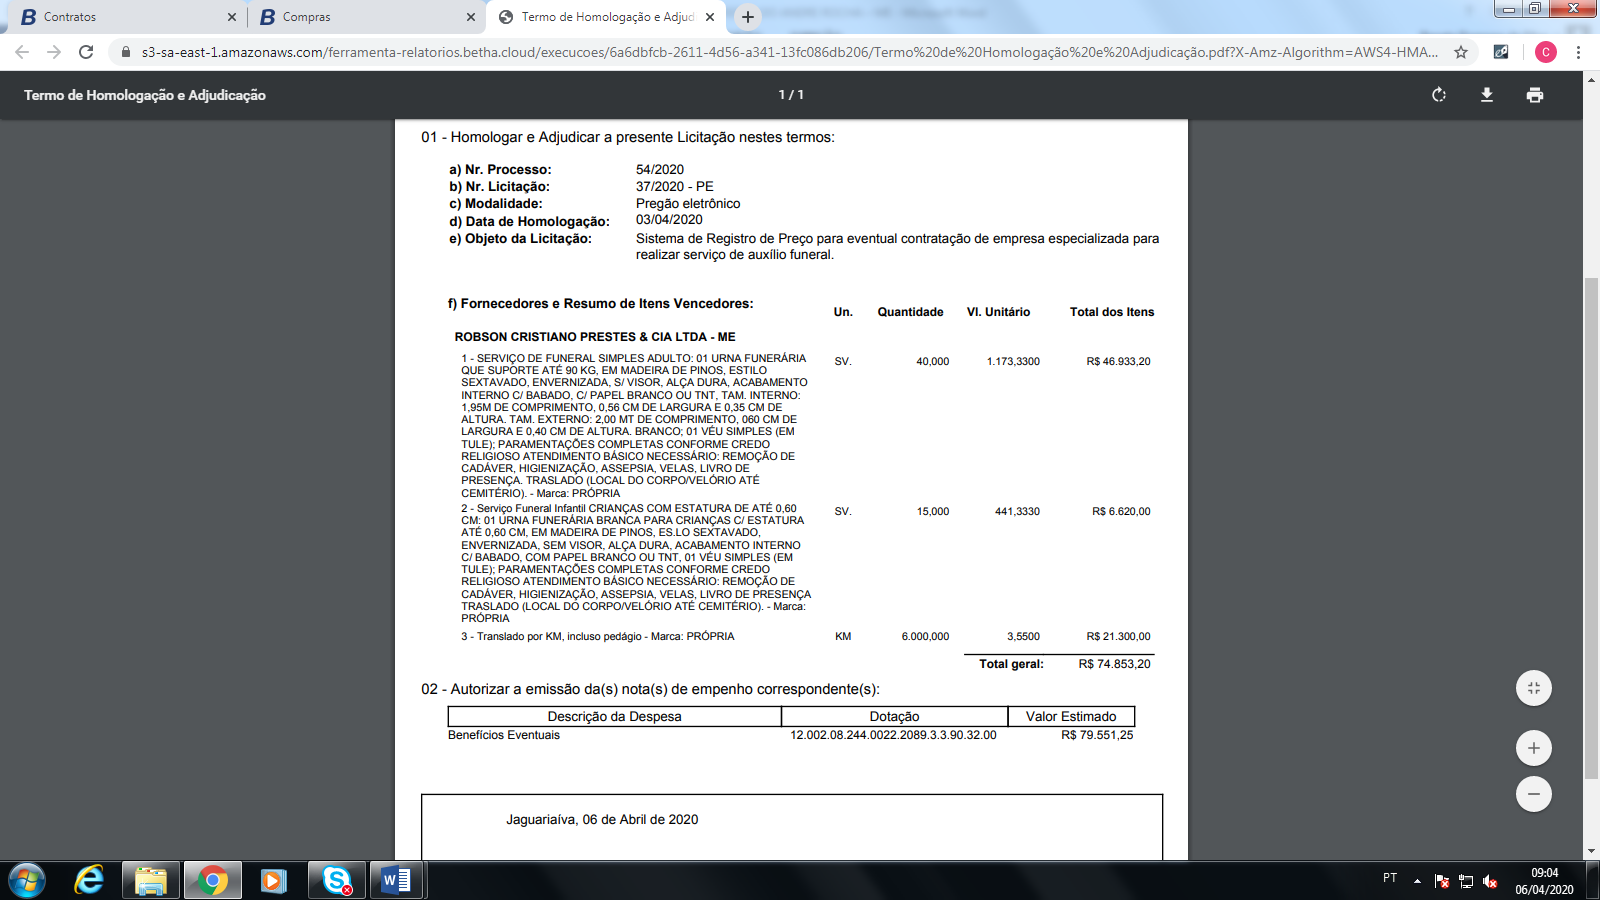 Contratos
Compras
Termo de Homologação e Adjud
s3-sa-east-1.amazonaws.com/ferramenta-relatorios.betha.cloud/execucoes/6a6dbfcb-2611-4d56-a341-13fc086db206/Termo%20de%20Homologação%20e%20Adjudicação.pdf?X-Amz-Algorithm=AWS4-HMA...
C
Termo de Homologação e Adjudicação
1 / 1
01 - Homologar e Adjudicar a presente Licitação nestes termos:
a) Nr. Processo: 54/2020
b) Nr. Licitação: 37/2020 - PE
c) Modalidade: Pregão eletrônico
d) Data de Homologação: 03/04/2020
e) Objeto da Licitação: Sistema de Registro de Preço para eventual contratação de empresa especializada para
realizar serviço de auxílio funeral.
f) Fornecedores e Resumo de Itens Vencedores:
Un. Quantidade Vl. Unitário Total dos Itens
ROBSON CRISTIANO PRESTES & CIA LTDA - ME
1 - SERVIÇO DE FUNERAL SIMPLES ADULTO: 01 URNA FUNERÁRIA SV. 40,000 1.173,3300 R$ 46.933,20
QUE SUPORTE ATÉ 90 KG, EM MADEIRA DE PINOS, ESTILO
SEXTAVADO, ENVERNIZADA, S/ VISOR, ALÇA DURA, ACABAMENTO
INTERNO C/ BABADO, C/ PAPEL BRANCO OU TNT, TAM. INTERNO:
1,95M DE COMPRIMENTO, 0,56 CM DE LARGURA E 0,35 CM DE
ALTURA. TAM. EXTERNO: 2,00 MT DE COMPRIMENTO, 060 CM DE
LARGURA E 0,40 CM DE ALTURA. BRANCO; 01 VÉU SIMPLES (EM
TULE); PARAMENTAÇÕES COMPLETAS CONFORME CREDO
RELIGIOSO ATENDIMENTO BÁSICO NECESSÁRIO: REMOÇÃO DE
CADÁVER, HIGIENIZAÇÃO, ASSEPSIA, VELAS, LIVRO DE
PRESENÇA. TRASLADO (LOCAL DO CORPO/VELÓRIO ATÉ
CEMITÉRIO). - Marca: PRÓPRIA
2 - Serviço Funeral Infantil CRIANÇAS COM ESTATURA DE ATÉ 0,60 SV. 15,000 441,3330 R$ 6.620,00
CM: 01 URNA FUNERÁRIA BRANCA PARA CRIANÇAS C/ ESTATURA
ATÉ 0,60 CM, EM MADEIRA DE PINOS, ES.LO SEXTAVADO,
ENVERNIZADA, SEM VISOR, ALÇA DURA, ACABAMENTO INTERNO
C/ BABADO, COM PAPEL BRANCO OU TNT, 01 VÉU SIMPLES (EM
TULE); PARAMENTAÇÕES COMPLETAS CONFORME CREDO
RELIGIOSO ATENDIMENTO BÁSICO NECESSÁRIO: REMOÇÃO DE
CADÁVER, HIGIENIZAÇÃO, ASSEPSIA, VELAS, LIVRO DE PRESENÇA
TRASLADO (LOCAL DO CORPO/VELÓRIO ATÉ CEMITÉRIO). - Marca:
PRÓPRIA
3 - Translado por KM, incluso pedágio - Marca: PRÓPRIA KM 6.000,000 3,5500 R$ 21.300,00
Total geral: R$ 74.853,20
02 - Autorizar a emissão da(s) nota(s) de empenho correspondente(s):
Descrição da Despesa Dotação Valor Estimado
Benefícios Eventuais 12.002.08.244.0022.2089.3.3.90.32.00 R$ 79.551,25
Jaguariaíva, 06 de Abril de 2020
PT
09:04
06/04/2020